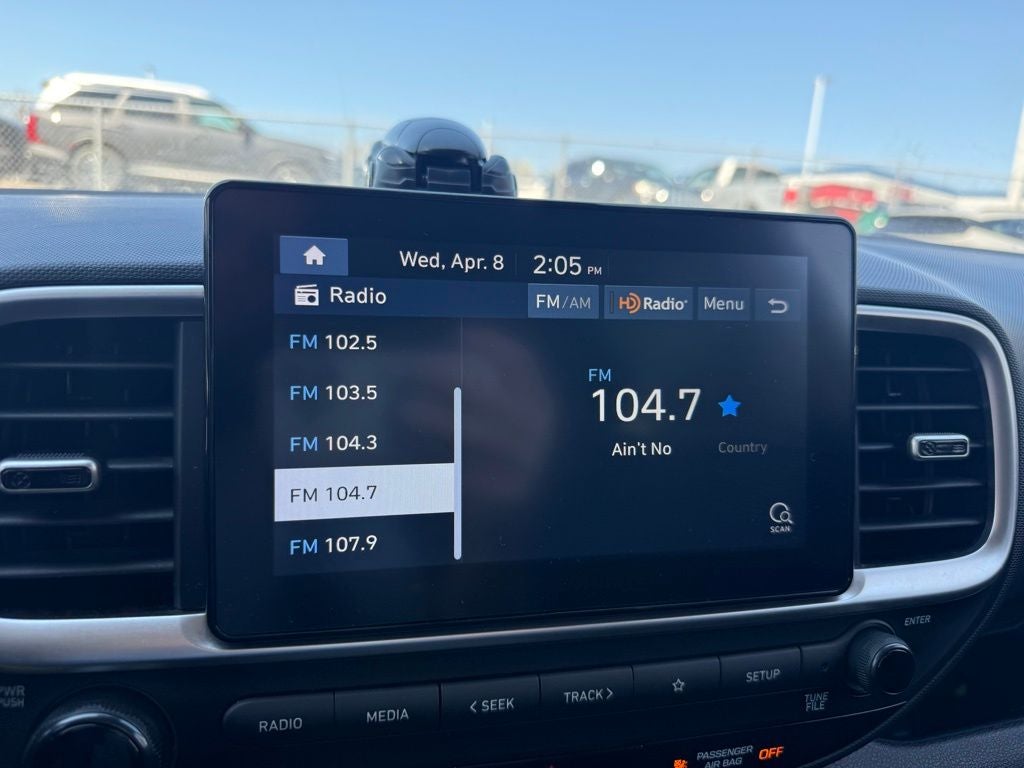 Wed, Apr. 8 2:05 PM
Radio FM/AM HD Radio Menu
FM 102.5
FM 103.5
FM 104.3
FM 104.7
FM 107.9
FM
104.7
Ain't No Country
SCAN
ENTER
PWR
PUSH
RADIO MEDIA < SEEK TRACK > SETUP
TUNE
FILE
PASSENGER
AIR BAG OFF